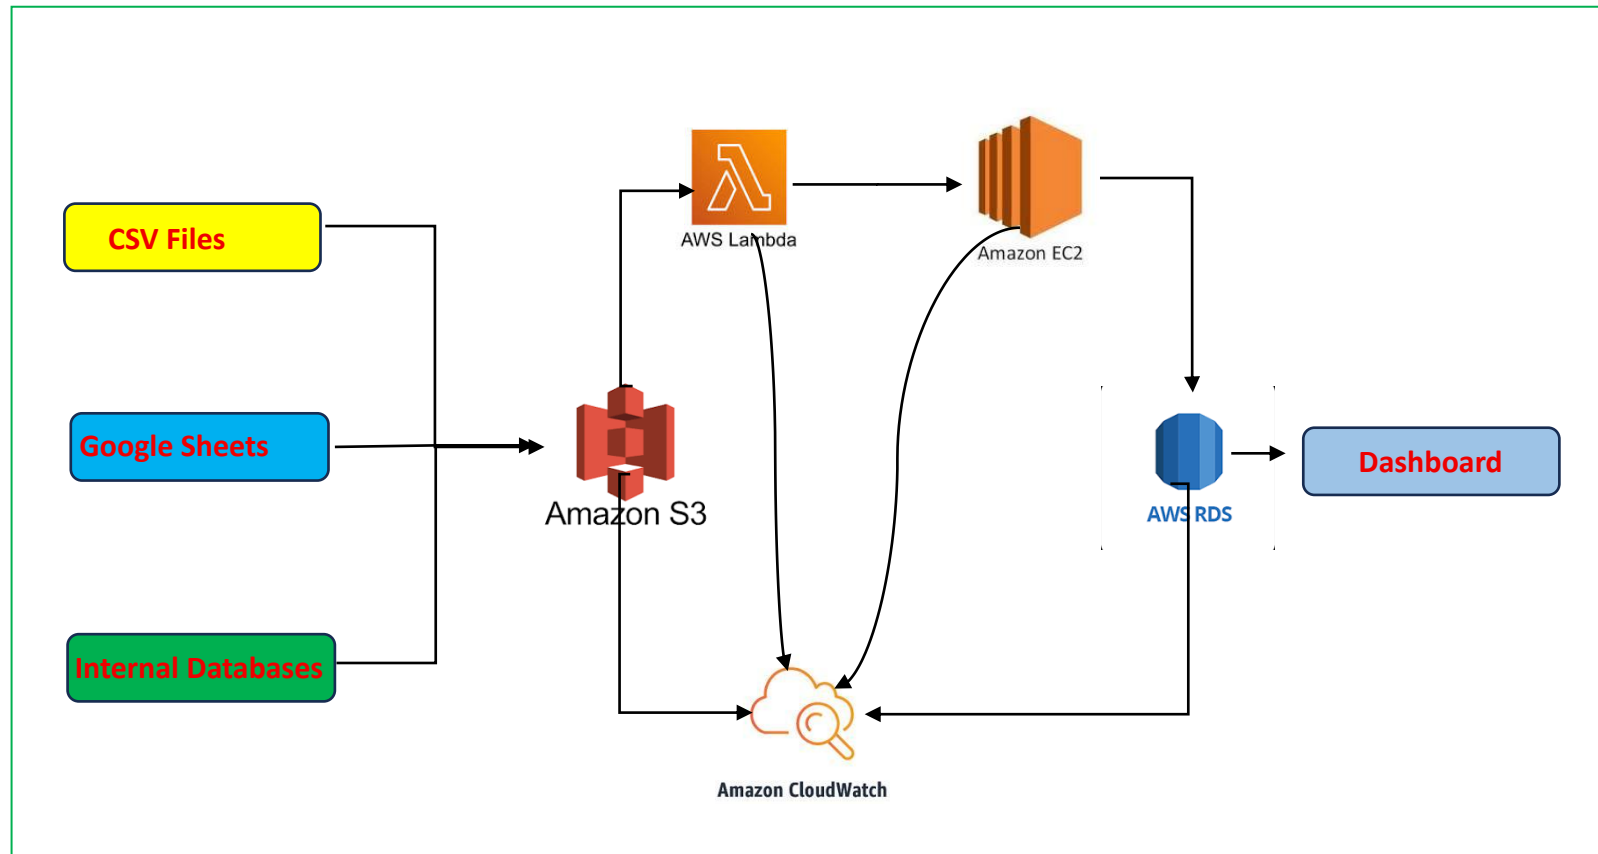 AWS Lambda
Amazon EC2
CSV Files
Google Sheets
Amazon S3
AWS RDS
Dashboard
Internal Databases
Amazon CloudWatch